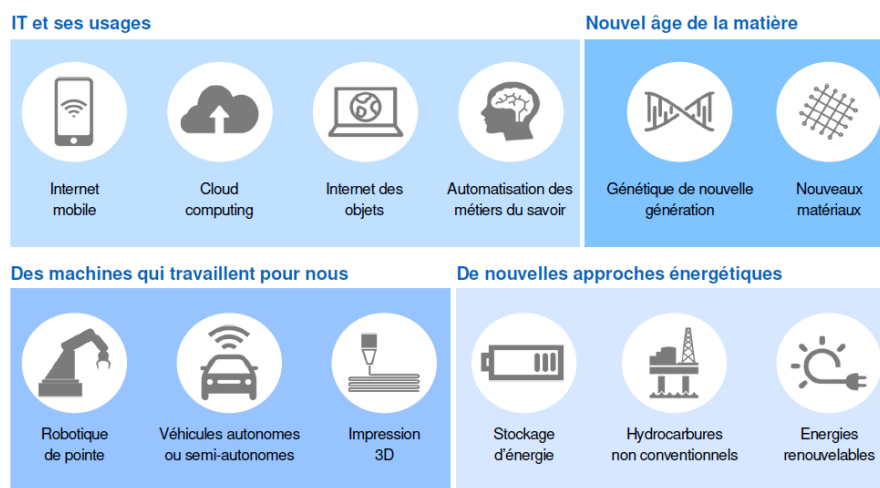 IT et ses usages
Nouvel âge de la matière
Internet
mobile
Cloud
computing
Internet des
objets
Automatisation des
métiers du savoir
Génétique de nouvelle
génération
Nouveaux
matériaux
Des machines qui travaillent pour nous
De nouvelles approches énergétiques
Robotique
de pointe
Véhicules autonomes
ou semi-autonomes
Impression
3D
Stockage
d'énergie
Hydrocarbures
non conventionnels
Energies
renouvelables